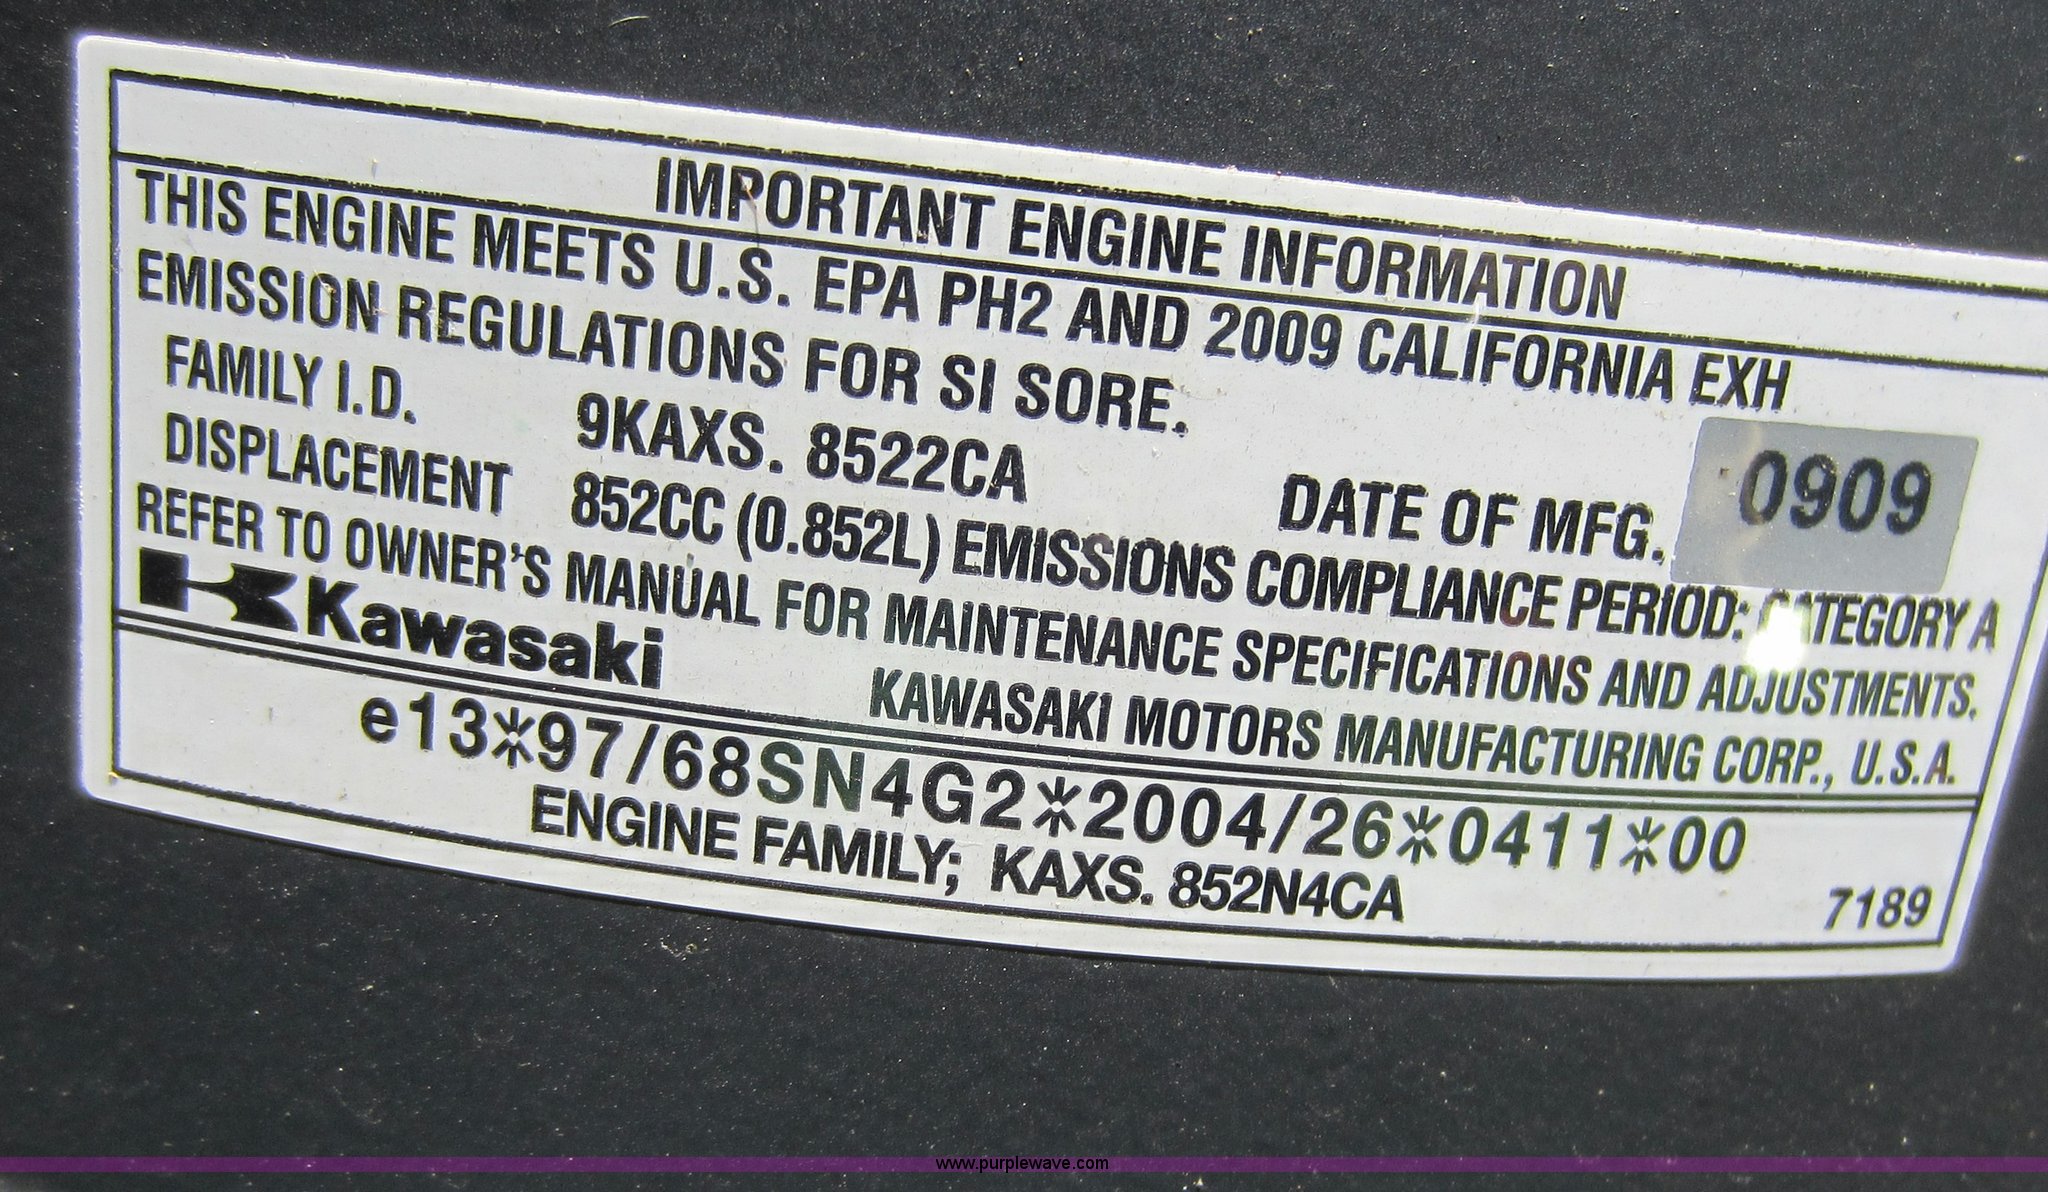 IMPORTANT ENGINE INFORMATION
THIS ENGINE MEETS U.S. EPA PH2 AND 2009 CALIFORNIA EXH
EMISSION REGULATIONS FOR SI SORE.
FAMILY I.D. 9KAXS. 8522CA DATE OF MFG. 0909
DISPLACEMENT 852CC (0.852L) EMISSIONS COMPLIANCE PERIOD: CATEGORY A
REFER TO OWNER'S MANUAL FOR MAINTENANCE SPECIFICATIONS AND ADJUSTMENTS.
Kawasaki KAWASAKI MOTORS MANUFACTURING CORP., U.S.A.
e13*97/68SN4G2*2004/26*0411*00
ENGINE FAMILY; KAXS. 852N4CA
7189
www.purplewave.com